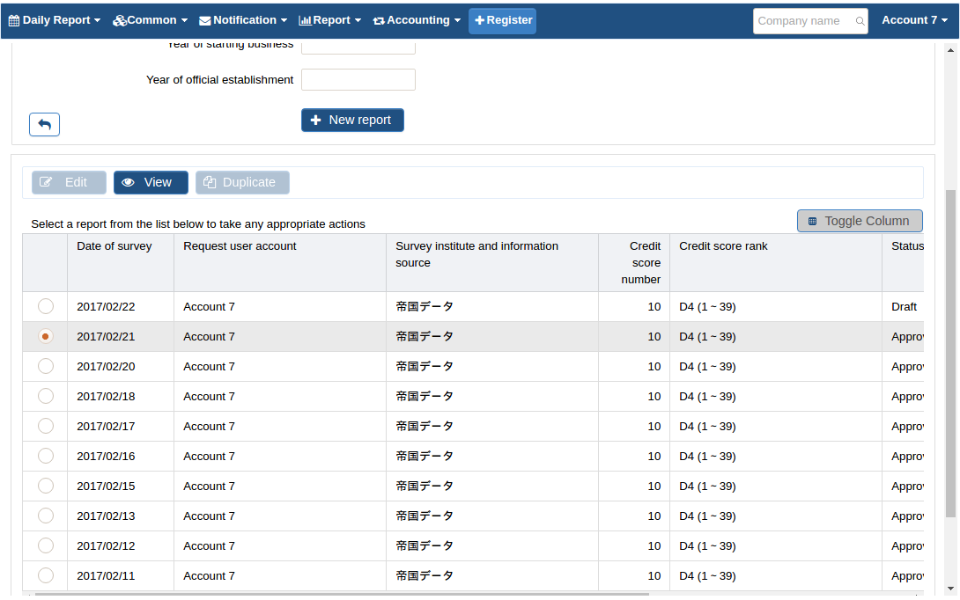 Daily Report Common Notification Report Accounting Register Company name Account 7
Year of starting business
Year of official establishment
New report
Edit View Duplicate
Select a report from the list below to take any appropriate actions Toggle Column
Date of survey Request user account Survey institute and information source Credit score number Credit score rank Status
2017/02/22 Account 7 帝国データ 10 D4 (1 ~ 39) Draft
2017/02/21 Account 7 帝国データ 10 D4 (1 ~ 39) Appro
2017/02/20 Account 7 帝国データ 10 D4 (1 ~ 39) Appro
2017/02/18 Account 7 帝国データ 10 D4 (1 ~ 39) Appro
2017/02/17 Account 7 帝国データ 10 D4 (1 ~ 39) Appro
2017/02/16 Account 7 帝国データ 10 D4 (1 ~ 39) Appro
2017/02/15 Account 7 帝国データ 10 D4 (1 ~ 39) Appro
2017/02/13 Account 7 帝国データ 10 D4 (1 ~ 39) Appro
2017/02/12 Account 7 帝国データ 10 D4 (1 ~ 39) Appro
2017/02/11 Account 7 帝国データ 10 D4 (1 ~ 39) Appro